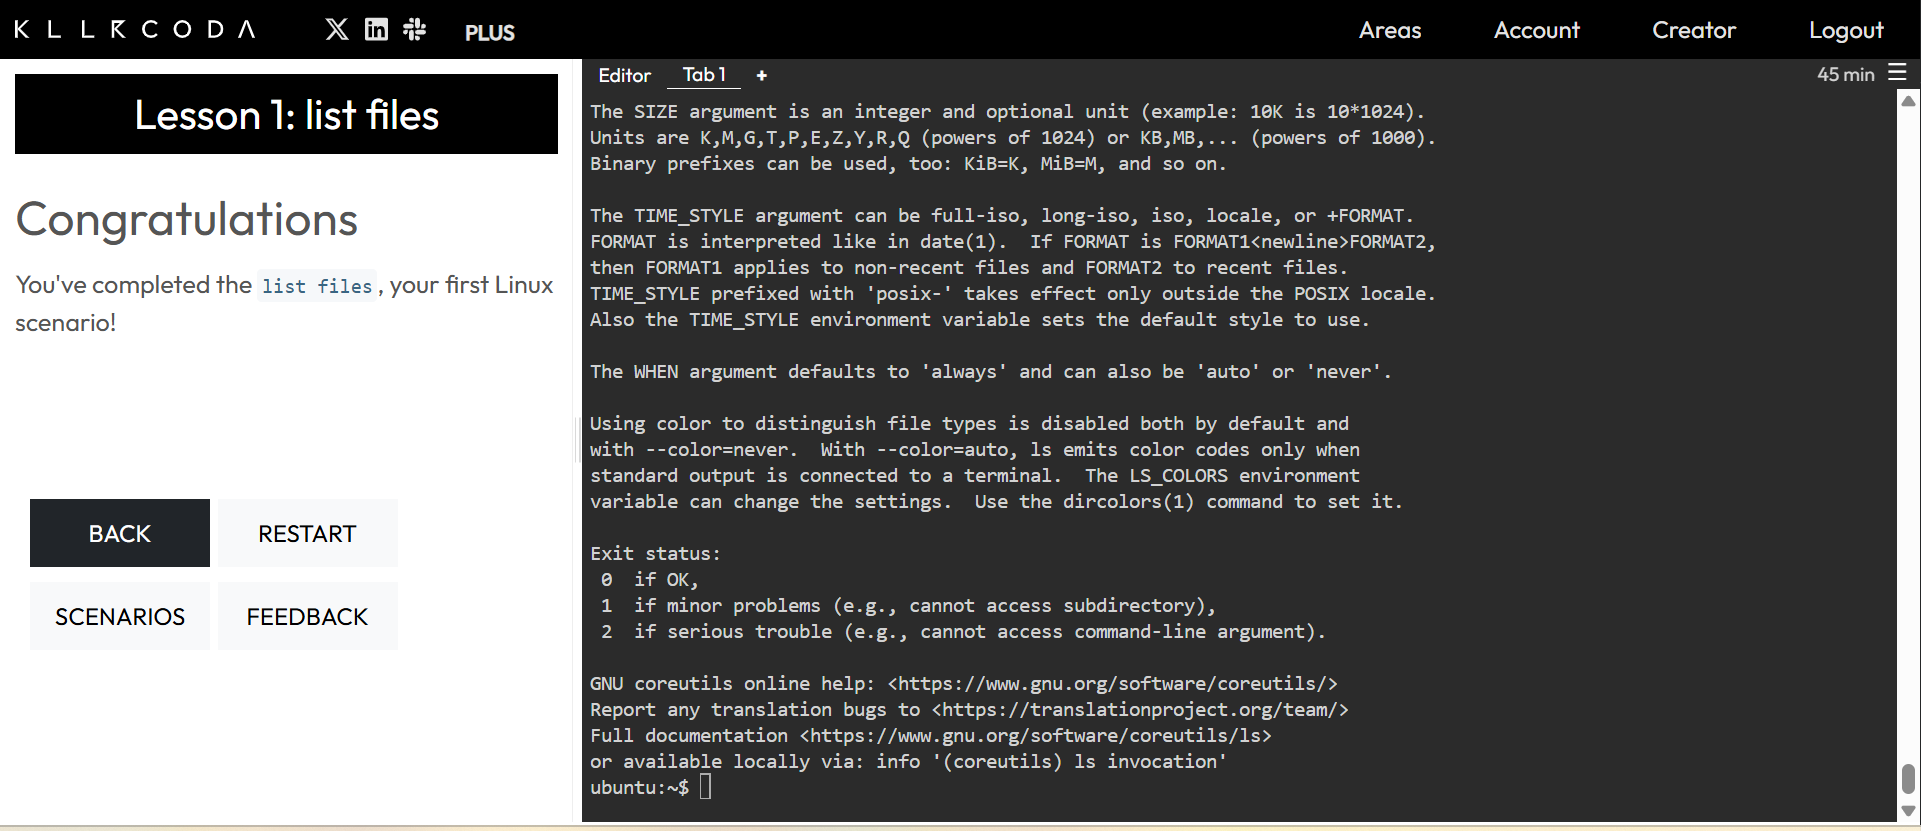 KLLRCODA
PLUS
Areas
Account
Creator
Logout
Lesson 1: list files
Congratulations
You've completed the list files, your first Linux
scenario!
BACK
RESTART
SCENARIOS
FEEDBACK
Editor
Tab 1
+
45 min
The SIZE argument is an integer and optional unit (example: 10K is 10*1024).
Units are K,M,G,T,P,E,Z,Y,R,Q (powers of 1024) or KB,MB,... (powers of 1000).
Binary prefixes can be used, too: KiB=K, MiB=M, and so on.
The TIME_STYLE argument can be full-iso, long-iso, iso, locale, or +FORMAT.
FORMAT is interpreted like in date(1).  If FORMAT is FORMAT1<newline>FORMAT2,
then FORMAT1 applies to non-recent files and FORMAT2 to recent files.
TIME_STYLE prefixed with 'posix-' takes effect only outside the POSIX locale.
Also the TIME_STYLE environment variable sets the default style to use.
The WHEN argument defaults to 'always' and can also be 'auto' or 'never'.
Using color to distinguish file types is disabled both by default and
with --color=never.  With --color=auto, ls emits color codes only when
standard output is connected to a terminal.  The LS_COLORS environment
variable can change the settings.  Use the dircolors(1) command to set it.
Exit status:
0  if OK,
1  if minor problems (e.g., cannot access subdirectory),
2  if serious trouble (e.g., cannot access command-line argument).
GNU coreutils online help: <https://www.gnu.org/software/coreutils/>
Report any translation bugs to <https://translationproject.org/team/>
Full documentation <https://www.gnu.org/software/coreutils/ls>
or available locally via: info '(coreutils) ls invocation'
ubuntu:~$